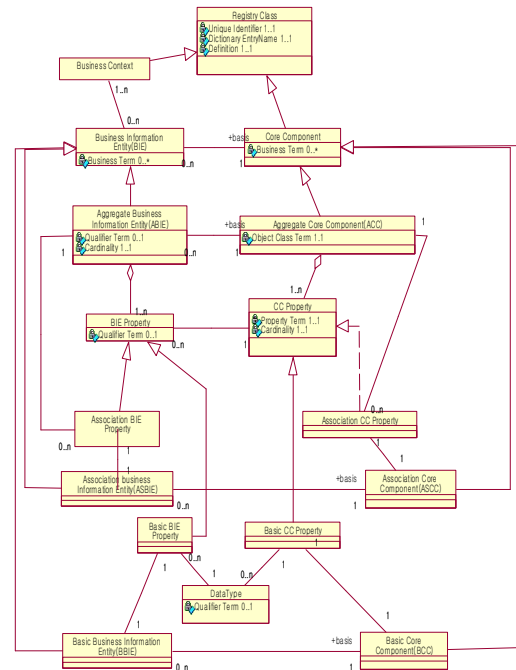 Registry Class
Unique Identifier 1..1
Dictionary EntryName 1..1
Definition 1..1
Business Context
1..n
0..n
Business Information
Entity(BIE)
Business Term 0..*
+basis
0..n
1
Core Component
Business Term 0..*
Aggregate Business
Information Entity(ABIE)
Qualifier Term 0..1
Cardinality 1..1
+basis
1
0..n
1
Aggregate Core Component(ACC)
Object Class Term 1..1
1
1..n
1..n
BIE Property
Qualifier Term 0..1
0..n
1
CC Property
Property Term 1..1
Cardinality 1..1
0..n
Association BIE
Property
0..n
1
Association CC Property
1
1
1
Association business
Information Entity(ASBIE)
0..n
+basis
1
Association Core
Component(ASCC)
Basic BIE
Property
0..n
1
1
Basic CC Property
1
0..n
1
DataType
Qualifier Term 0..1
1
1
Basic Business Information
Entity(BBIE)
0..n
+basis
1
Basic Core
Component(BCC)